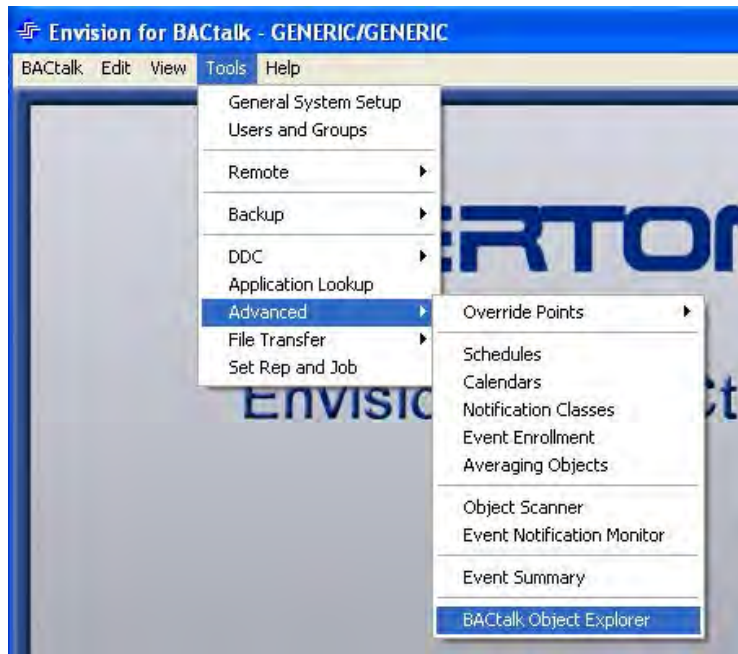 Envision for BACtalk - GENERIC/GENERIC
BACtalk Edit View Tools Help
General System Setup
Users and Groups
Remote
Backup
DDC
Application Lookup
Advanced
File Transfer
Set Rep and Job
Override Points
Schedules
Calendars
Notification Classes
Event Enrollment
Averaging Objects
Object Scanner
Event Notification Monitor
Event Summary
BACtalk Object Explorer